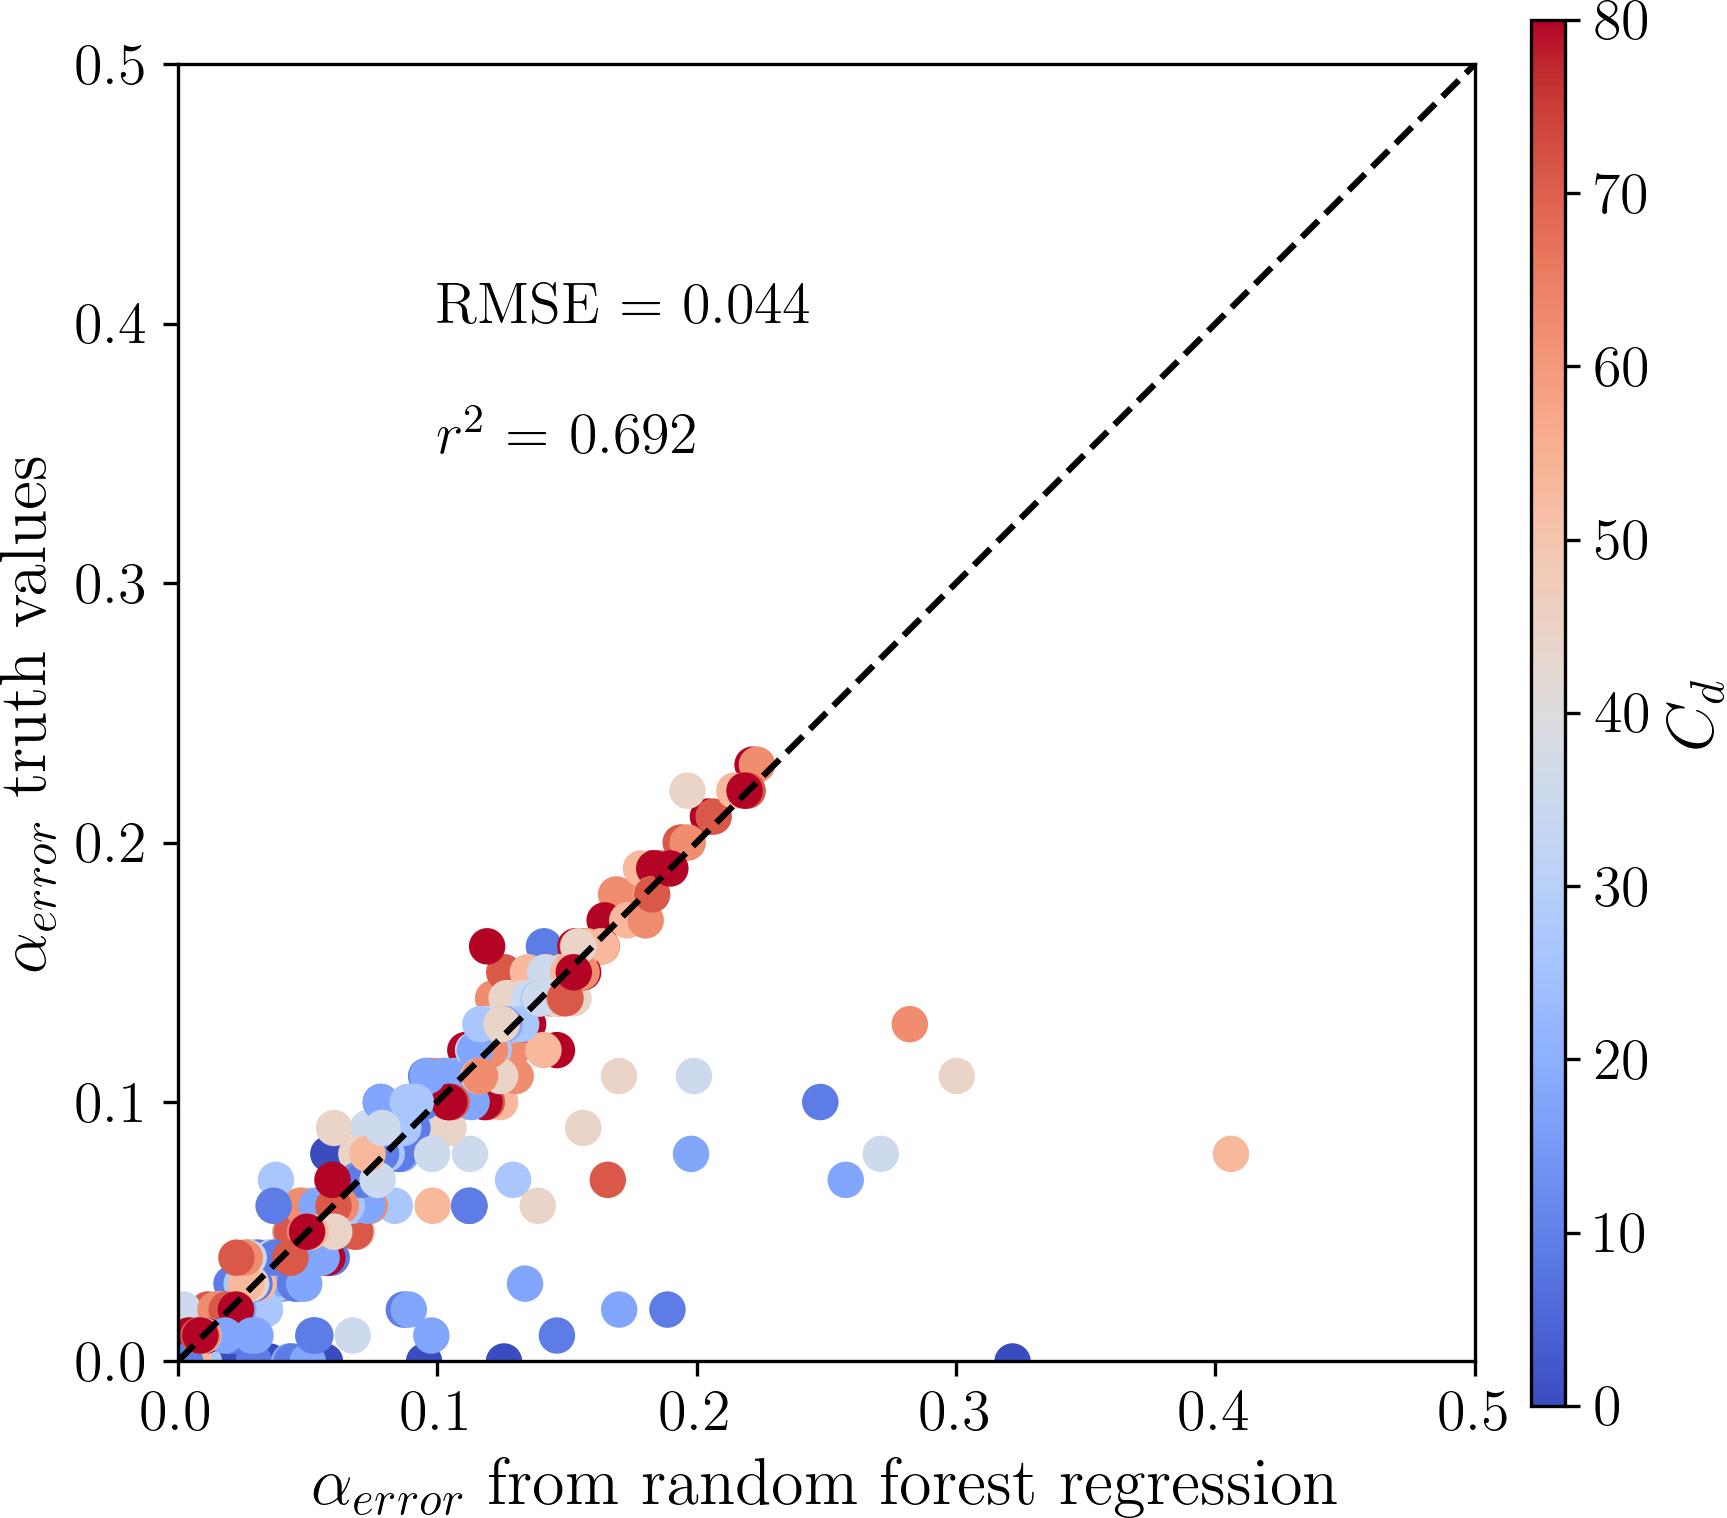 RMSE = 0.044
r² = 0.692
0.5
0.4
0.3
0.2
0.1
0.0
α_error truth values
0.0 0.1 0.2 0.3 0.4 0.5
α_error from random forest regression
80
70
60
50
40
30
20
10
0
C_d